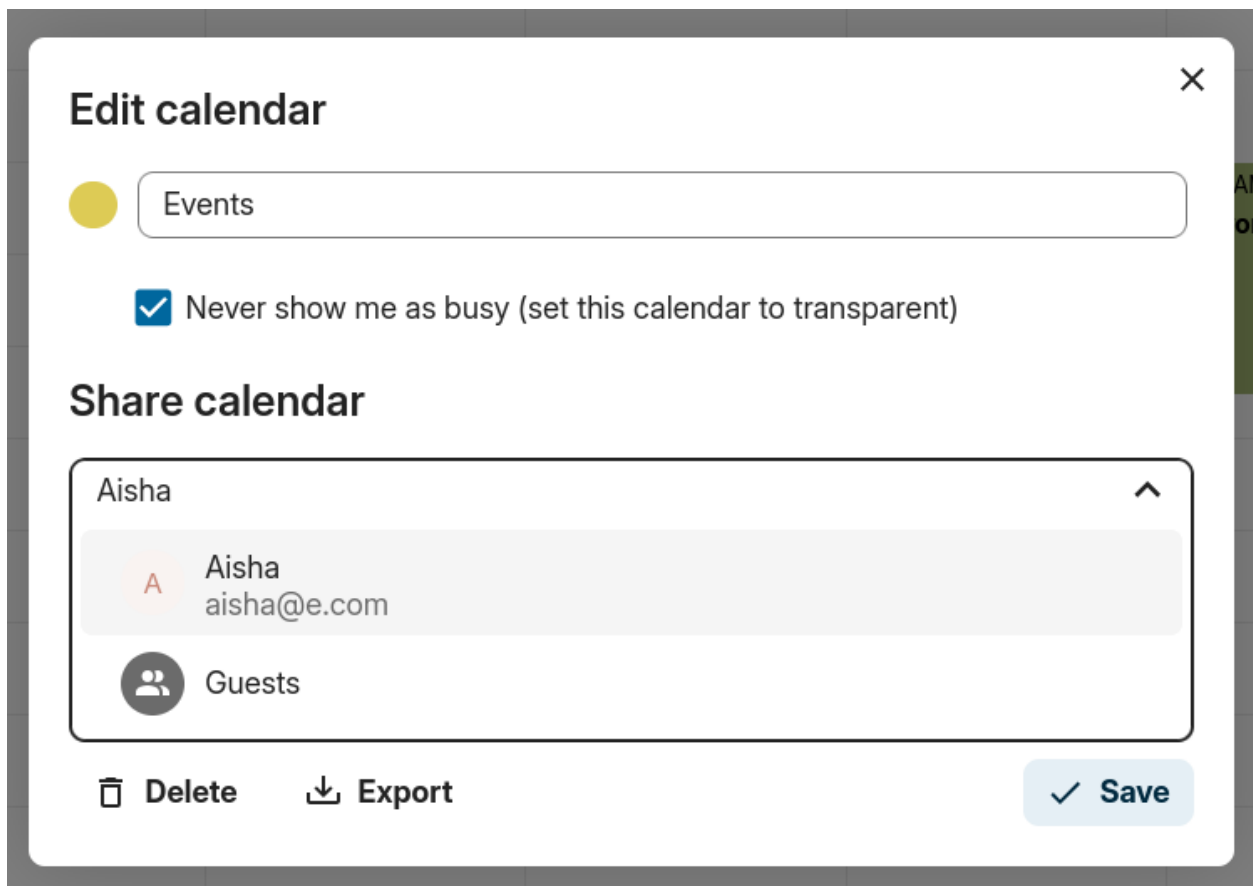 Edit calendar
Events
Never show me as busy (set this calendar to transparent)
Share calendar
Aisha
A
Aisha
aisha@e.com
Guests
Delete
Export
Save